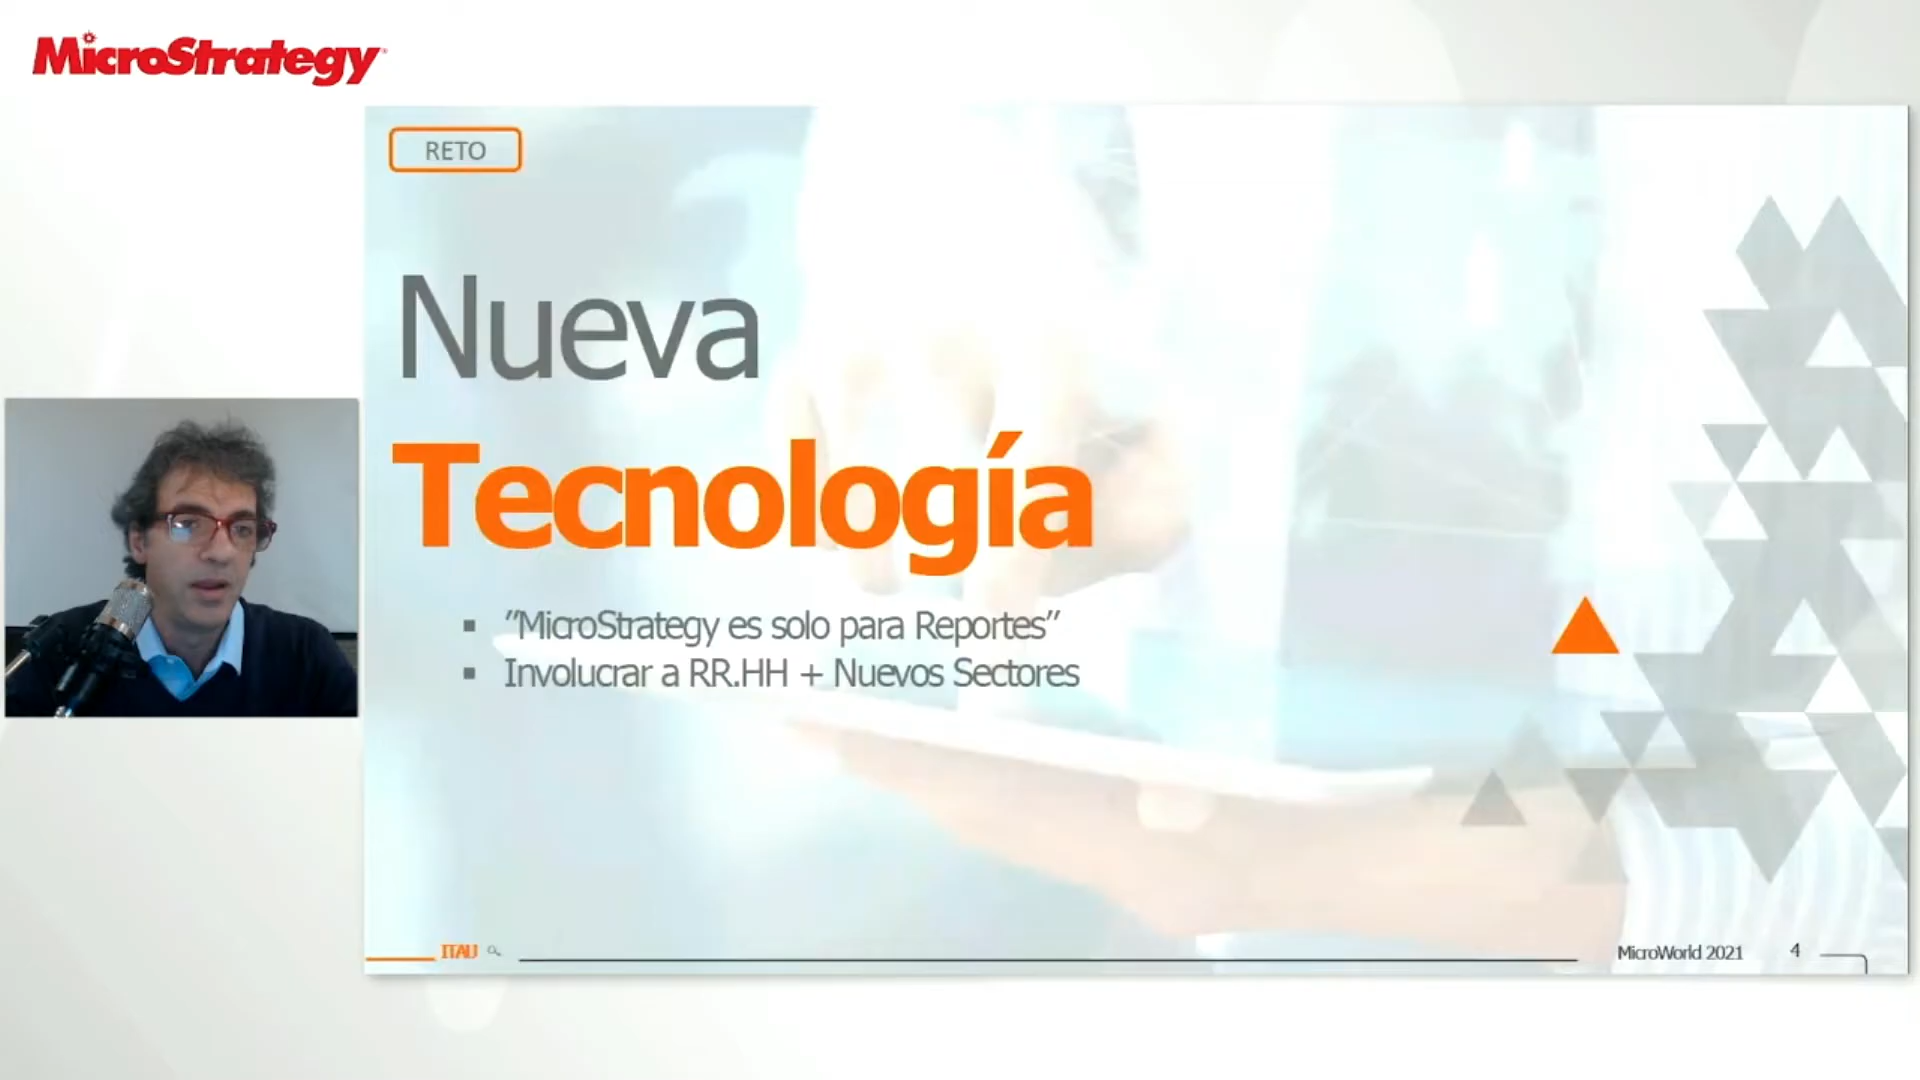 MicroStrategy
RETO
Nueva
Tecnología
▪ ”MicroStrategy es solo para Reportes”
▪ Involucrar a RR.HH + Nuevos Sectores
ITAU
MicroWorld 2021
4